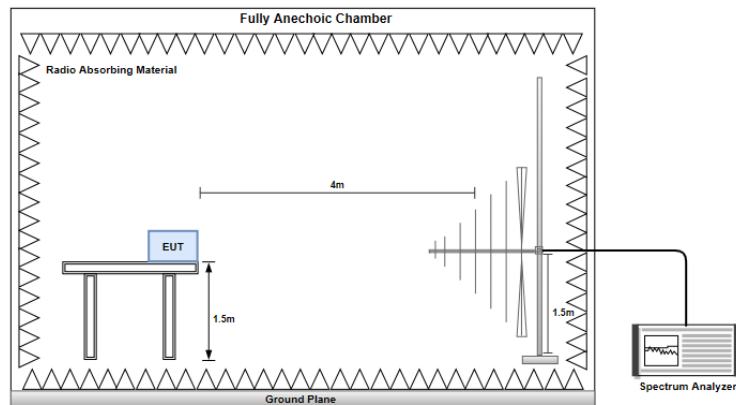 Fully Anechoic Chamber
Radio Absorbing Material
4m
EUT
1.5m
1.5m
Spectrum Analyzer
Ground Plane